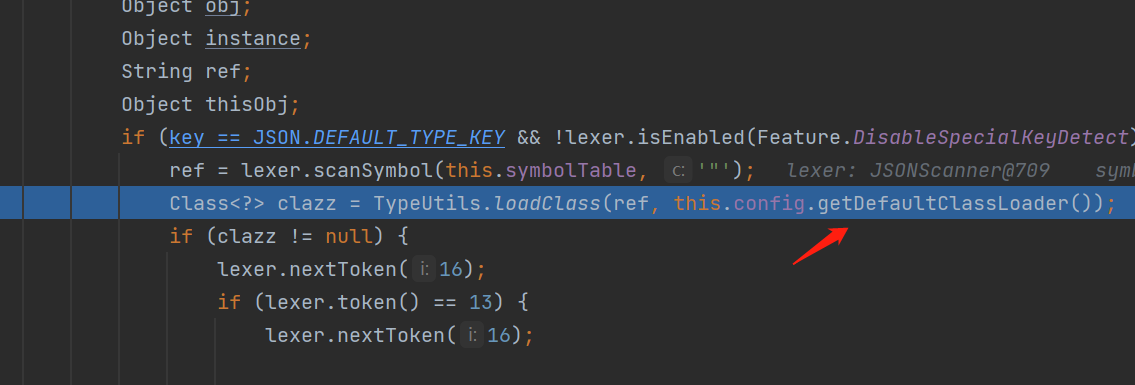 Object obj;
Object instance;
String ref;
Object thisObj;
if (key == JSON.DEFAULT_TYPE_KEY && !lexer.isEnabled(Feature.DisableSpecialKeyDetect)
ref = lexer.scanSymbol(this.symbolTable, c: '"'); lexer: JSONScanner@709 symb
Class<?> clazz = TypeUtils.loadClass(ref, this.config.getDefaultClassLoader());
if (clazz != null) {
lexer.nextToken( i: 16);
if (lexer.token() == 13) {
lexer.nextToken( i: 16);